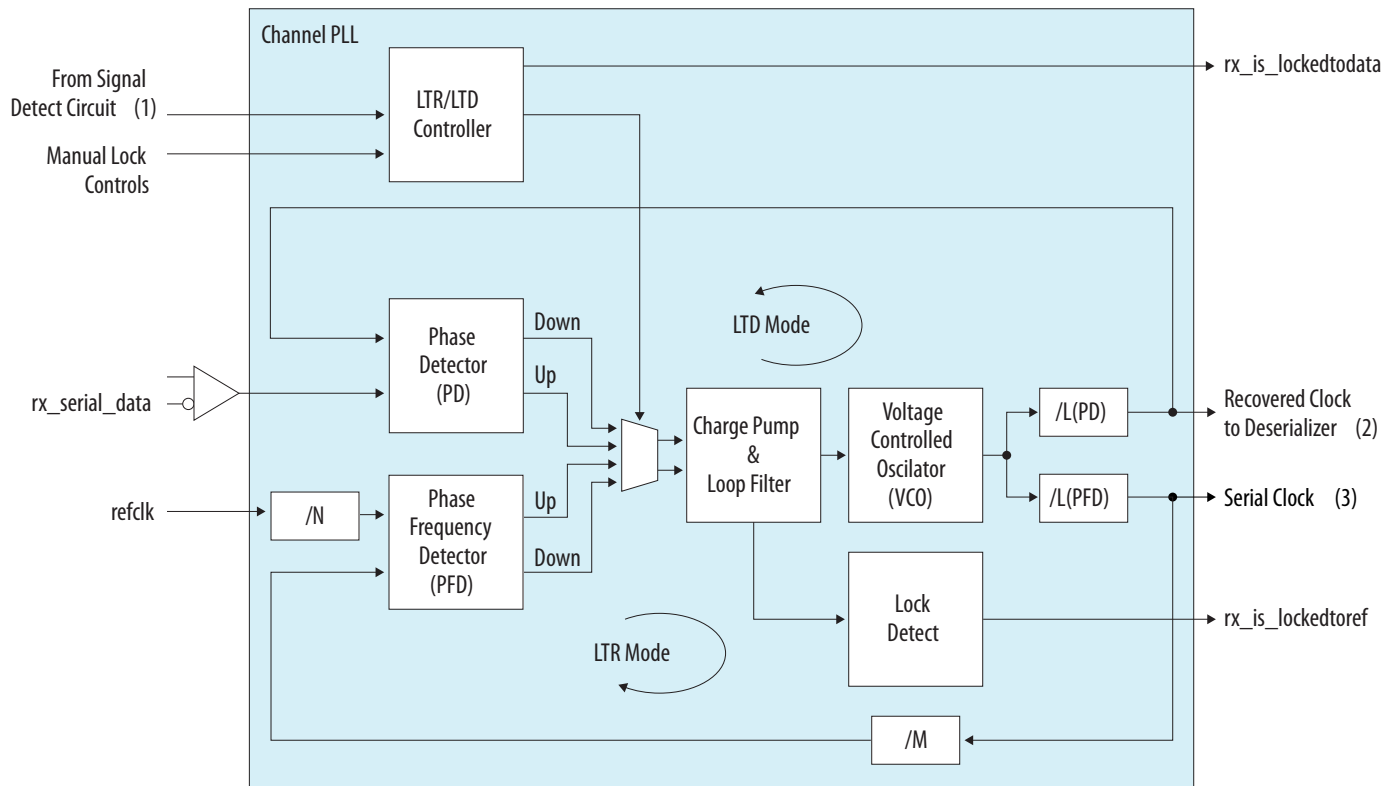 Channel PLL
From Signal
Detect Circuit (1)
Manual Lock
Controls
LTR/LTD
Controller
rx_is_lockedtodata
Phase
Detector
(PD)
Down
Up
LTD Mode
rx_serial_data
Charge Pump
&
Loop Filter
Voltage
Controlled
Oscilator
(VCO)
/L(PD)
Recovered Clock
to Deserializer (2)
refclk
/N
Phase
Frequency
Detector
(PFD)
Up
Down
/L(PFD)
Serial Clock (3)
Lock
Detect
rx_is_lockedtoref
LTR Mode
/M